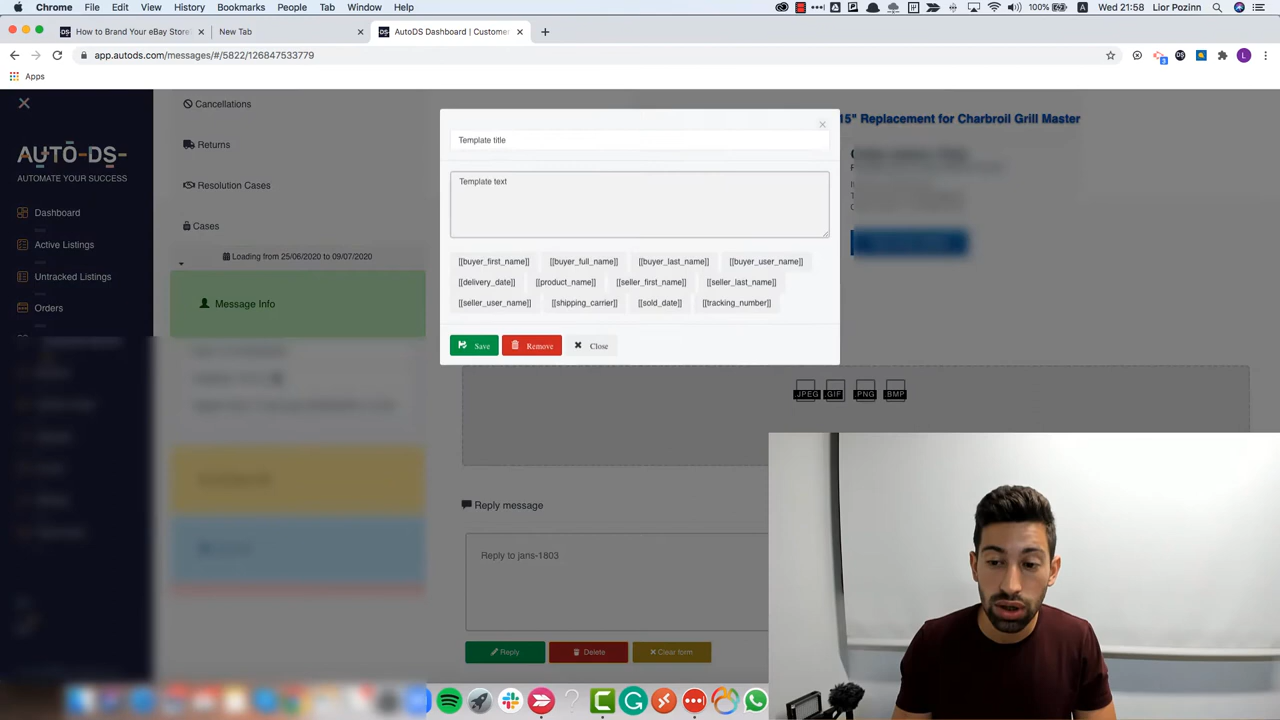 Chrome File Edit View History Bookmarks People Tab Window Help 100% Wed 21:58 Lior Pozinn
How to Brand Your eBay Store New Tab AutoDS Dashboard | Customer
app.autods.com/messages/#/5822/126847533779
Apps
AUTO-DS
AUTOMATE YOUR SUCCESS
Dashboard
Active Listings
Untracked Listings
Orders
Cancellations
Returns
Resolution Cases
Cases
Loading from 25/06/2020 to 09/07/2020
Message Info
15" Replacement for Charbroil Grill Master
Template title
Template text
[[buyer_first_name]] [[buyer_full_name]] [[buyer_last_name]] [[buyer_user_name]]
[[delivery_date]] [[product_name]] [[seller_first_name]] [[seller_last_name]]
[[seller_user_name]] [[shipping_carrier]] [[sold_date]] [[tracking_number]]
Save Remove Close
.JPEG .GIF .PNG .BMP
Reply message
Reply to jans-1803
Reply Delete Clear form